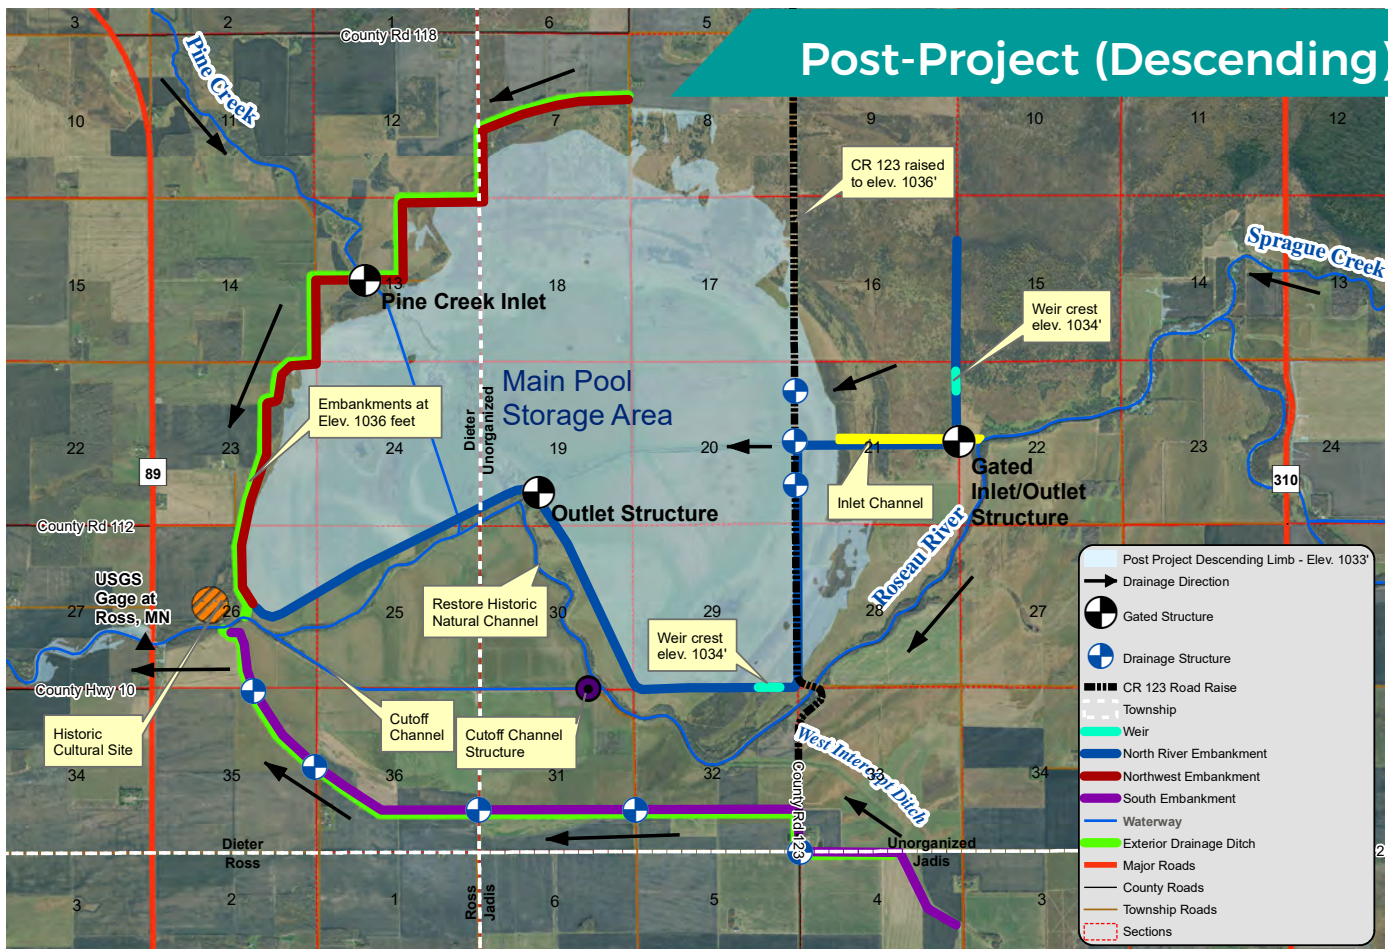 Post-Project (Descending)
3
2
1
6
5
County Rd 118
Pine Creek
10
11
12
7
8
9
10
11
12
CR 123 raised
to elev. 1036'
Sprague Creek
15
14
13
18
17
16
15
14
13
Pine Creek Inlet
Weir crest
elev. 1034'
Main Pool
Storage Area
Embankments at
Elev. 1036 feet
Dieter
Unorganized
22
23
24
19
20
21
22
23
24
89
310
Gated
Inlet/Outlet
Structure
Inlet Channel
Outlet Structure
County Rd 112
Roseau River
USGS
Gage at
Ross, MN
27
26
25
30
29
28
27
Restore Historic
Natural Channel
Weir crest
elev. 1034'
County Hwy 10
Historic
Cultural Site
Cutoff
Channel
Cutoff Channel
Structure
West Intercept Ditch
34
35
36
31
32
33
34
County Rd 123
Dieter
Ross
Unorganized
Jadis
2
Ross
Jadis
3
2
1
6
5
4
3
Post Project Descending Limb - Elev. 1033'
Drainage Direction
Gated Structure
Drainage Structure
CR 123 Road Raise
Township
Weir
North River Embankment
Northwest Embankment
South Embankment
Waterway
Exterior Drainage Ditch
Major Roads
County Roads
Township Roads
Sections